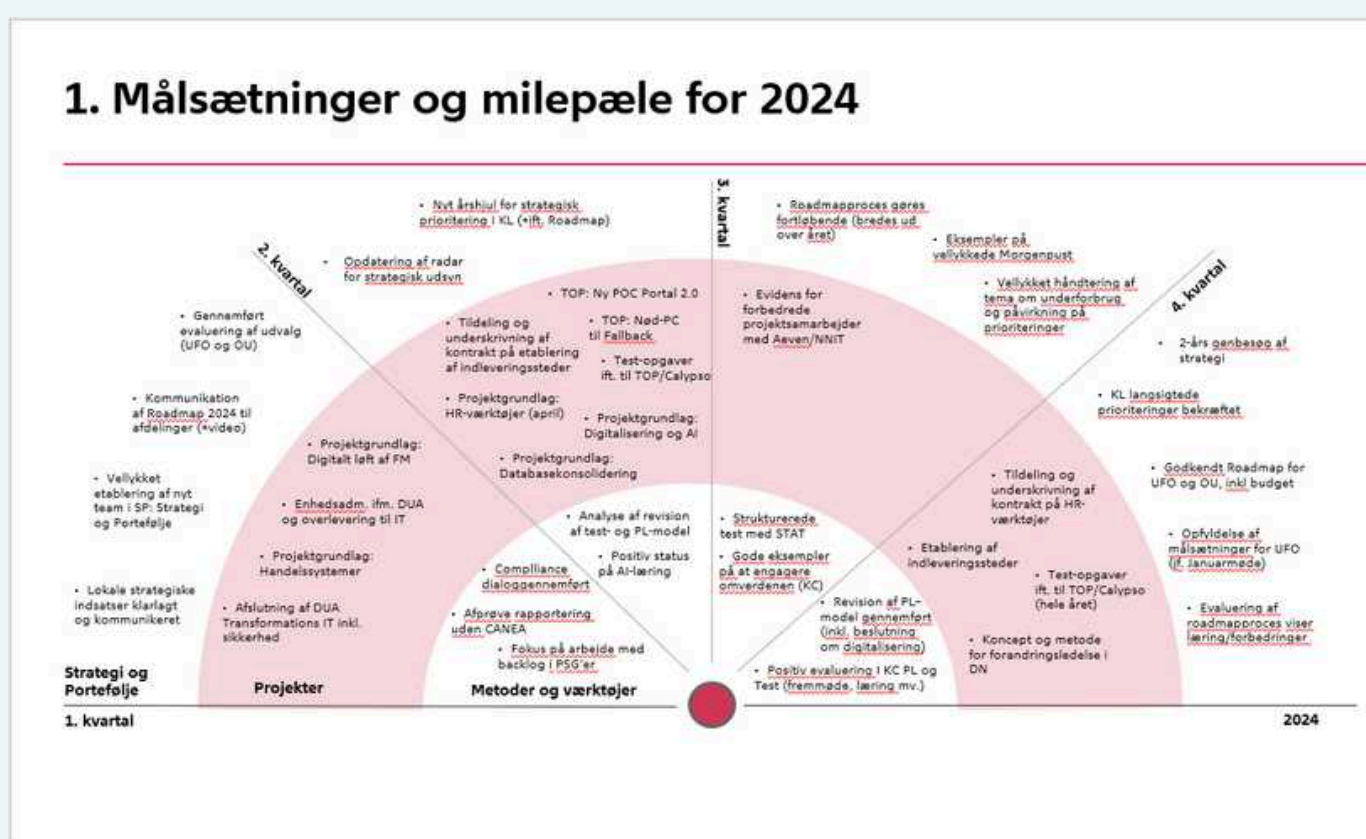 1. Målsætninger og milepæle for 2024
• Nyt årshjul for strategisk
prioritering I KL (+ift. Roadmap)
• Opdatering af radar
for strategisk udsyn
2. kvartal
• Gennemført
evaluering af udvalg
(UFO og OU)
• Kommunikation
af Roadmap 2024 til
afdelinger (+video)
• Vellykket
etablering af nyt
team i SP: Strategi
og Portefølje
• Lokale strategiske
indsatser klarlagt
og kommunikeret
Strategi og
Portefølje
1. kvartal
• TOP: Ny POC Portal 2.0
• Tildeling og
underskrivning af
kontrakt på etablering
af indleveringssteder
• TOP: Nød-PC
til Fallback
• Test-opgaver
ift. til TOP/Calypso
• Projektgrundlag:
HR-værktøjer (april)
• Projektgrundlag:
Digitalisering og AI
• Projektgrundlag:
Databasekonsolidering
• Projektgrundlag:
Digitalt løft af FM
• Enhedsadm. ifm. DUA
og overlevering til IT
• Projektgrundlag:
Handelssystemer
• Afslutning af DUA
Transformations IT inkl.
sikkerhed
Projekter
• Analyse af revision
af test- og PL-model
• Positiv status
på AI-læring
• Complliance
dialoggennemført
• Afprøve rapportering
uden CANEA
• Fokus på arbejde med
backlog i PSG'er
Metoder og værktøjer
3. kvartal
• Roadmapproces gøres
fortløbende (bredes ud
over året)
• Eksempler på
vellykkede Morgenpust
• Vellykket håndtering af
tema om underforbrug
og påvirkning på
prioriteringer
• Evidens for
forbedrede
projektsamarbejder
med Aeven/NNIT
• Strukturerede
test med STAT
• Gode eksempler
på at engagere
omverdenen (KC)
• Revision af PL-
model gennemført
(inkl. beslutning
om digitalisering)
• Positiv evaluering I KC PL og
Test (fremmøde, læring mv.)
4. kvartal
• 2-års genbesøg af
strategi
• KL langsigtede
prioriteringer bekræftet
• Godkendt Roadmap for
UFO og OU, inkl budget
• Opfyldelse af
målsætninger for UFO
(jf. Januarmøde)
• Evaluering af
roadmapproces viser
læring/forbedringer
• Tildeling og
underskrivning af
kontrakt på HR-
værktøjer
• Etablering af
indleveringssteder
• Test-opgaver
ift. til TOP/Calypso
(hele året)
• Koncept og metode
for forandringsledelse i
DN
2024